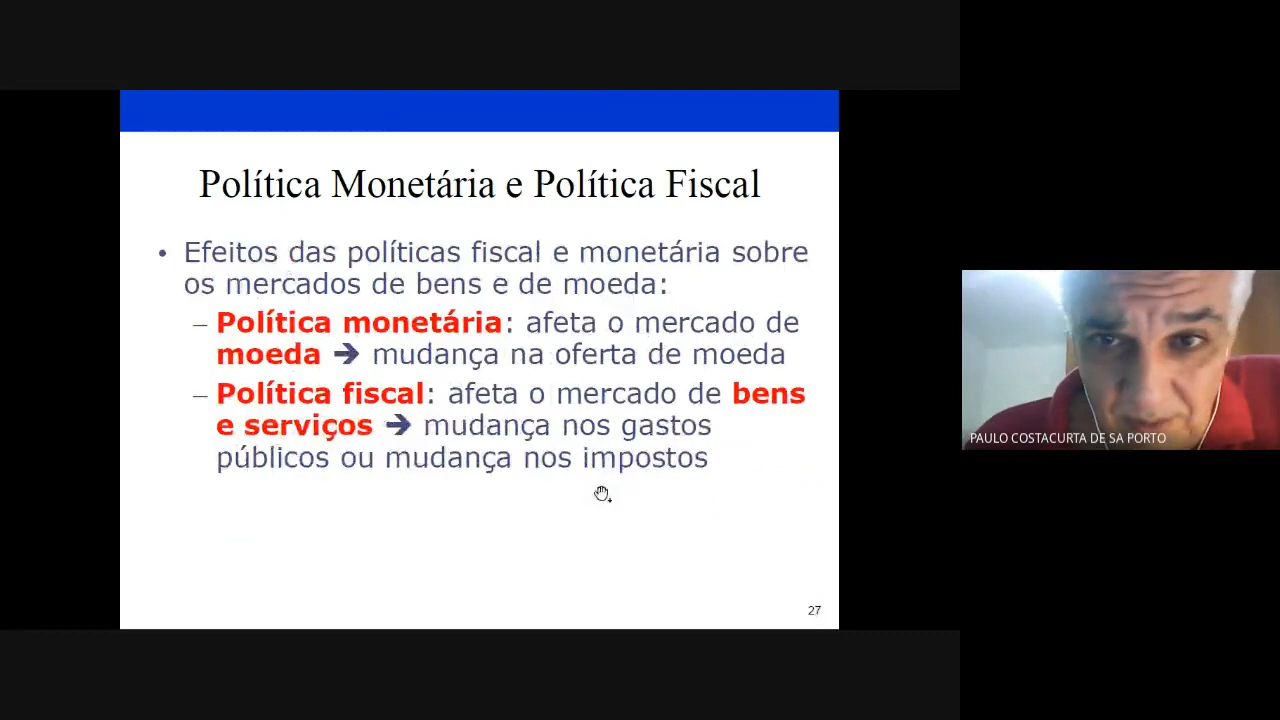 Política Monetária e Política Fiscal
• Efeitos das políticas fiscal e monetária sobre
os mercados de bens e de moeda:
– Política monetária: afeta o mercado de
moeda ➔ mudança na oferta de moeda
– Política fiscal: afeta o mercado de bens
e serviços ➔ mudança nos gastos
públicos ou mudança nos impostos
27
PAULO COSTACURTA DE SA PORTO